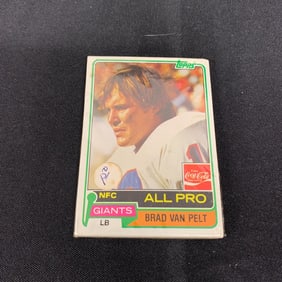 Topps
NFC
ALL PRO
GIANTS
BRAD VAN PELT
LB
Coca-Cola